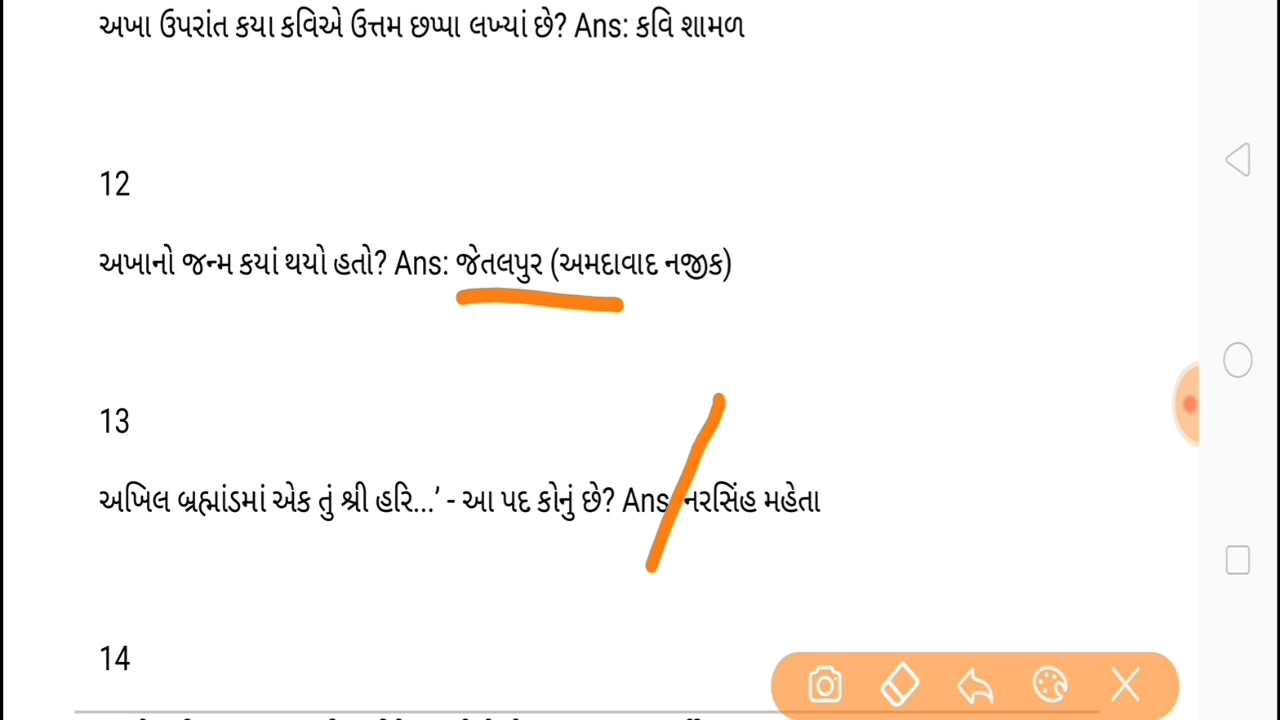 અખા ઉપરાંત કયા કવિએ ઉત્તમ છપ્પા લખ્યાં છે? Ans: કવિ શામળ
12
અખાનો જન્મ કયાં થયો હતો? Ans: જેતલપુર (અમદાવાદ નજીક)
13
અખિલ બ્રહ્માંડમાં એક તું શ્રી હરિ...’ - આ પદ કોનું છે? Ans નરસિંહ મહેતા
14